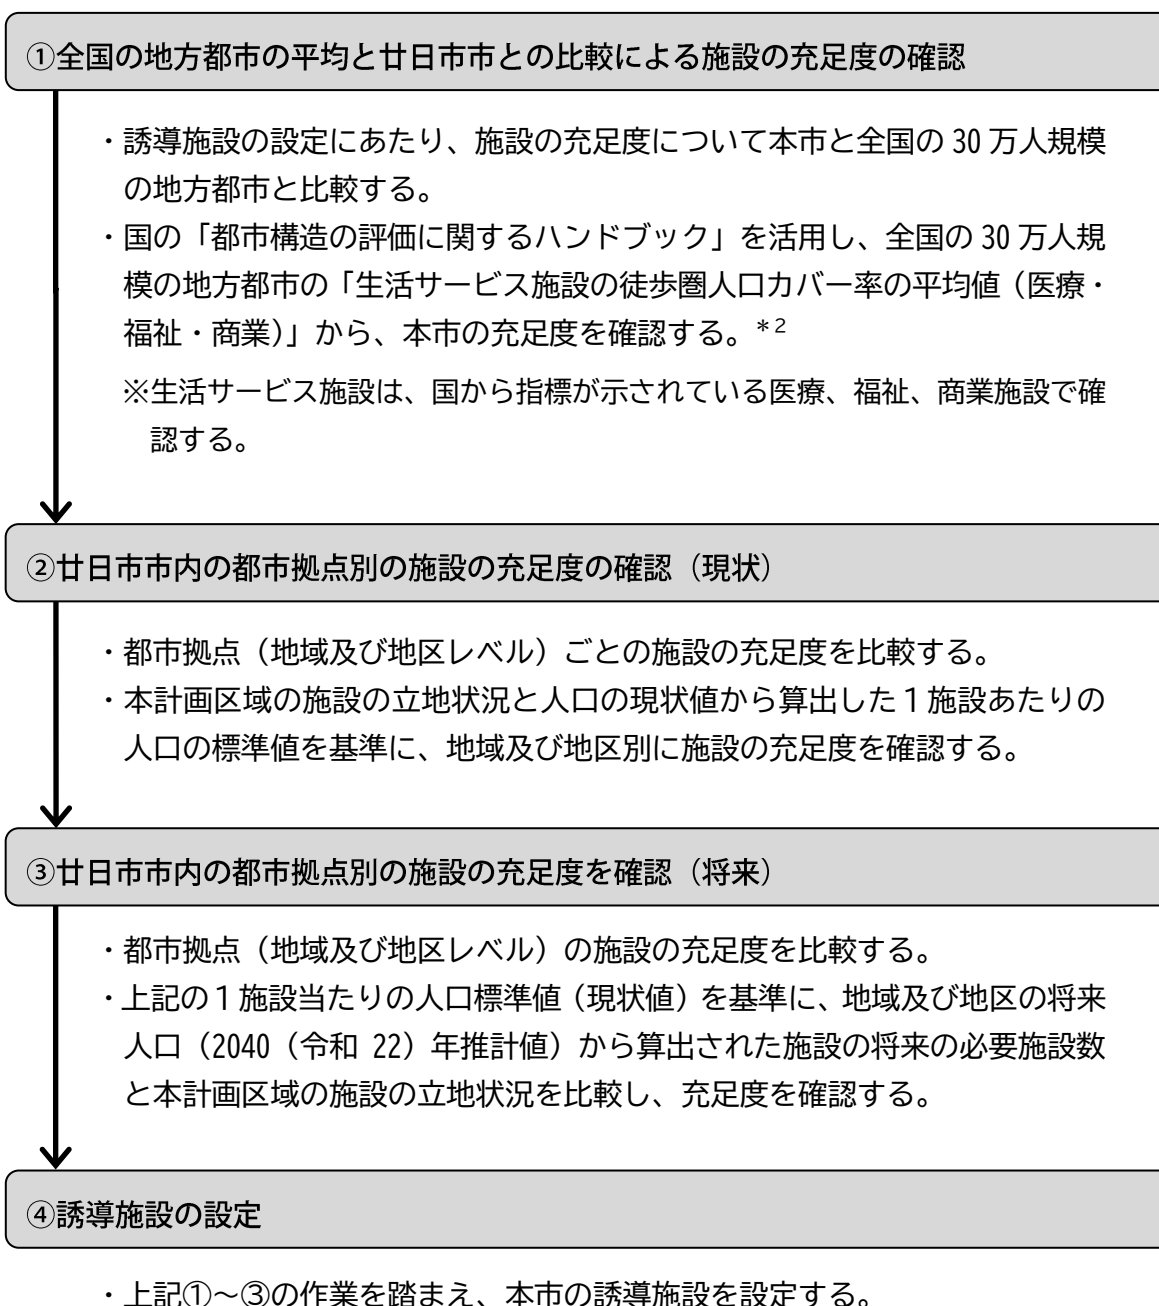 ①全国の地方都市の平均と廿日市市との比較による施設の充足度の確認
・誘導施設の設定にあたり、施設の充足度について本市と全国の 30 万人規模
の地方都市と比較する。
・国の「都市構造の評価に関するハンドブック」を活用し、全国の 30 万人規
模の地方都市の「生活サービス施設の徒歩圏人口カバー率の平均値（医療・
福祉・商業）」から、本市の充足度を確認する。*2
※生活サービス施設は、国から指標が示されている医療、福祉、商業施設で確
認する。
②廿日市市内の都市拠点別の施設の充足度の確認（現状）
・都市拠点（地域及び地区レベル）ごとの施設の充足度を比較する。
・本計画区域の施設の立地状況と人口の現状値から算出した１施設あたりの
人口の標準値を基準に、地域及び地区別に施設の充足度を確認する。
③廿日市市内の都市拠点別の施設の充足度を確認（将来）
・都市拠点（地域及び地区レベル）の施設の充足度を比較する。
・上記の１施設当たりの人口標準値（現状値）を基準に、地域及び地区の将来
人口（2040（令和 22）年推計値）から算出された施設の将来の必要施設数
と本計画区域の施設の立地状況を比較し、充足度を確認する。
④誘導施設の設定
・上記①～③の作業を踏まえ、本市の誘導施設を設定する。